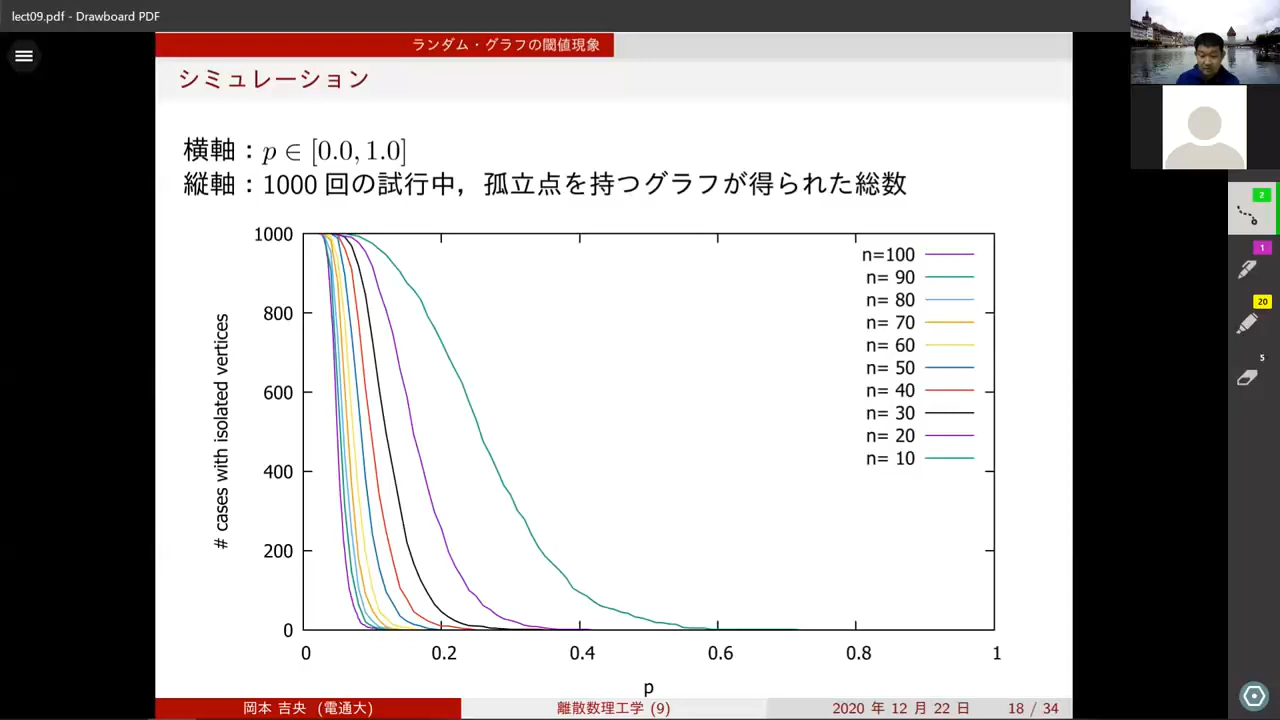 lect09.pdf - Drawboard PDF
ランダム・グラフの閾値現象
シミュレーション
横軸：p ∈ [0.0, 1.0]
縦軸：1000 回の試行中，孤立点を持つグラフが得られた総数
1000
800
600
400
200
0
# cases with isolated vertices
n=100
n= 90
n= 80
n= 70
n= 60
n= 50
n= 40
n= 30
n= 20
n= 10
0 0.2 0.4 0.6 0.8 1
p
岡本 吉央 (電通大) 離散数理工学 (9) 2020 年 12 月 22 日 18 / 34
2
1
20
5